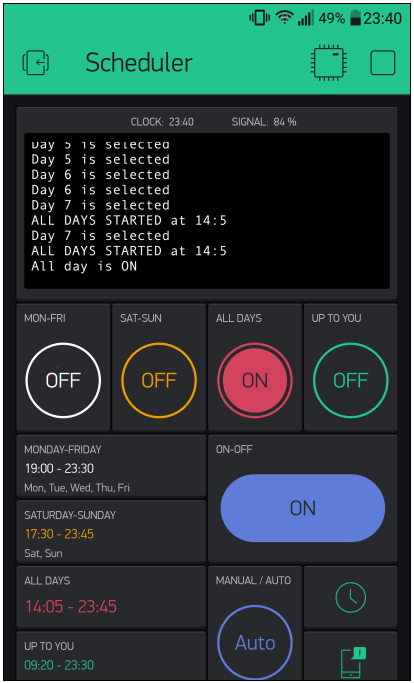 49% 23:40
Scheduler
CLOCK: 23:40 SIGNAL: 84 %
Day 5 is selected
Day 5 is selected
Day 6 is selected
Day 6 is selected
Day 7 is selected
ALL DAYS STARTED at 14:5
Day 7 is selected
ALL DAYS STARTED at 14:5
All day is ON
MON-FRI SAT-SUN ALL DAYS UP TO YOU
OFF OFF ON OFF
MONDAY-FRIDAY
19:00 - 23:30
Mon, Tue, Wed, Thu, Fri
ON-OFF
ON
SATURDAY-SUNDAY
17:30 - 23:45
Sat, Sun
ALL DAYS
14:05 - 23:45
MANUAL / AUTO
Auto
UP TO YOU
09:20 - 23:30